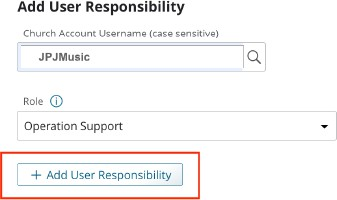 Add User Responsibility
Church Account Username (case sensitive)
JPJMusic
Role
Operation Support
+ Add User Responsibility